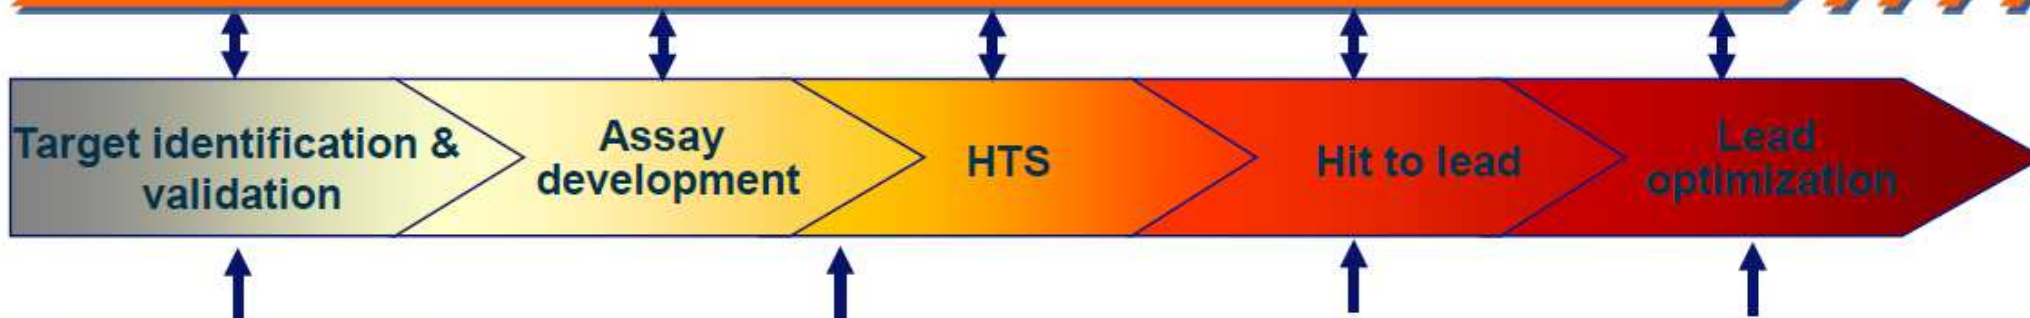 Target identification &
validation
Assay
development
HTS
Hit to lead
Lead
optimization